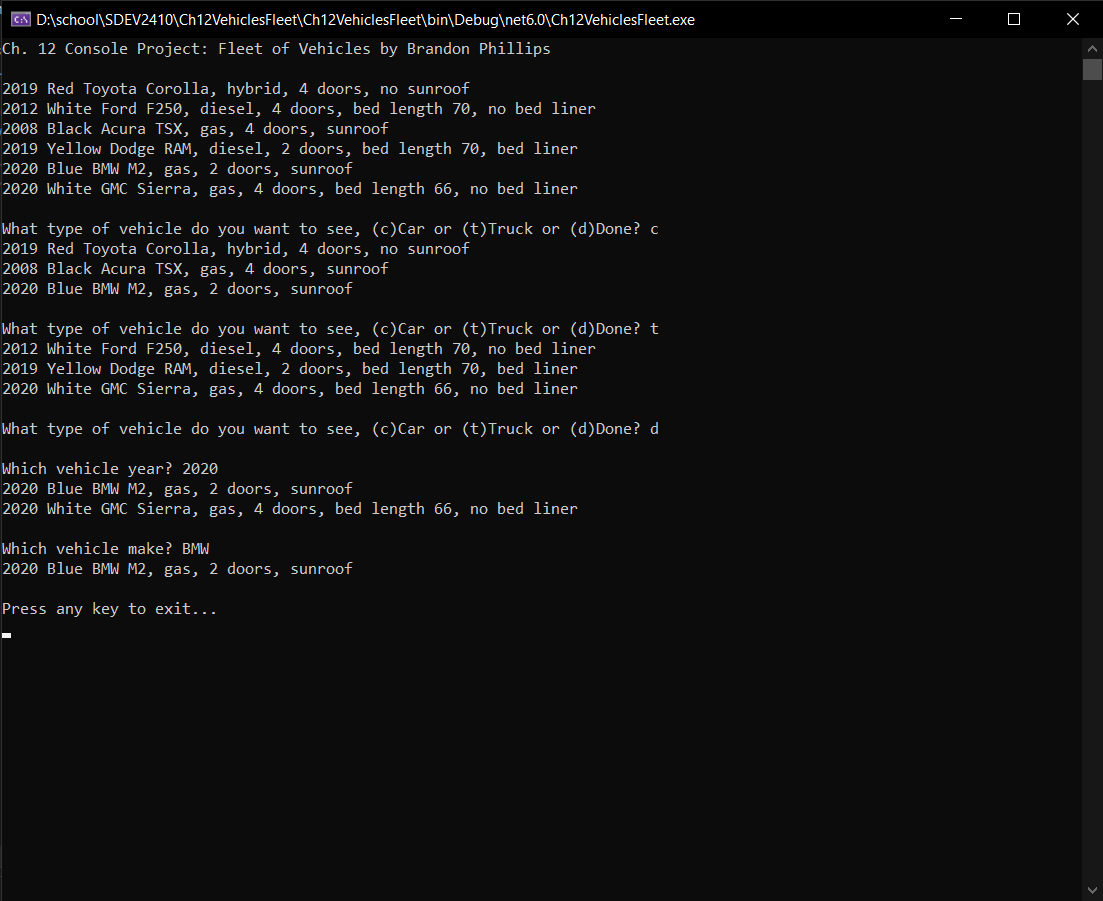 D:\school\SDEV2410\Ch12VehiclesFleet\Ch12VehiclesFleet\bin\Debug\net6.0\Ch12VehiclesFleet.exe
Ch. 12 Console Project: Fleet of Vehicles by Brandon Phillips
2019 Red Toyota Corolla, hybrid, 4 doors, no sunroof
2012 White Ford F250, diesel, 4 doors, bed length 70, no bed liner
2008 Black Acura TSX, gas, 4 doors, sunroof
2019 Yellow Dodge RAM, diesel, 2 doors, bed length 70, bed liner
2020 Blue BMW M2, gas, 2 doors, sunroof
2020 White GMC Sierra, gas, 4 doors, bed length 66, no bed liner
What type of vehicle do you want to see, (c)Car or (t)Truck or (d)Done? c
2019 Red Toyota Corolla, hybrid, 4 doors, no sunroof
2008 Black Acura TSX, gas, 4 doors, sunroof
2020 Blue BMW M2, gas, 2 doors, sunroof
What type of vehicle do you want to see, (c)Car or (t)Truck or (d)Done? t
2012 White Ford F250, diesel, 4 doors, bed length 70, no bed liner
2019 Yellow Dodge RAM, diesel, 2 doors, bed length 70, bed liner
2020 White GMC Sierra, gas, 4 doors, bed length 66, no bed liner
What type of vehicle do you want to see, (c)Car or (t)Truck or (d)Done? d
Which vehicle year? 2020
2020 Blue BMW M2, gas, 2 doors, sunroof
2020 White GMC Sierra, gas, 4 doors, bed length 66, no bed liner
Which vehicle make? BMW
2020 Blue BMW M2, gas, 2 doors, sunroof
Press any key to exit...